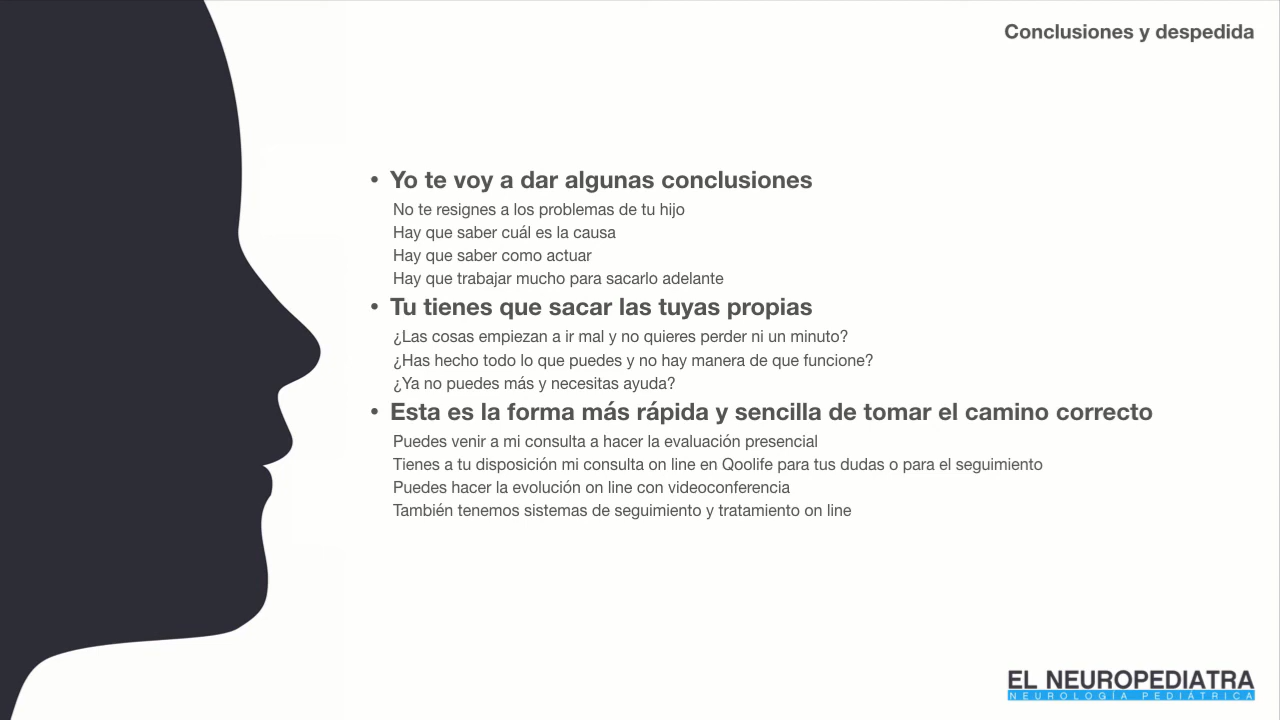 Conclusiones y despedida
• Yo te voy a dar algunas conclusiones
No te resignes a los problemas de tu hijo
Hay que saber cuál es la causa
Hay que saber como actuar
Hay que trabajar mucho para sacarlo adelante
• Tu tienes que sacar las tuyas propias
¿Las cosas empiezan a ir mal y no quieres perder ni un minuto?
¿Has hecho todo lo que puedes y no hay manera de que funcione?
¿Ya no puedes más y necesitas ayuda?
• Esta es la forma más rápida y sencilla de tomar el camino correcto
Puedes venir a mi consulta a hacer la evaluación presencial
Tienes a tu disposición mi consulta on line en Qoolife para tus dudas o para el seguimiento
Puedes hacer la evolución on line con videoconferencia
También tenemos sistemas de seguimiento y tratamiento on line
EL NEUROPEDIATRA
NEUROLOGÍA PEDIÁTRICA